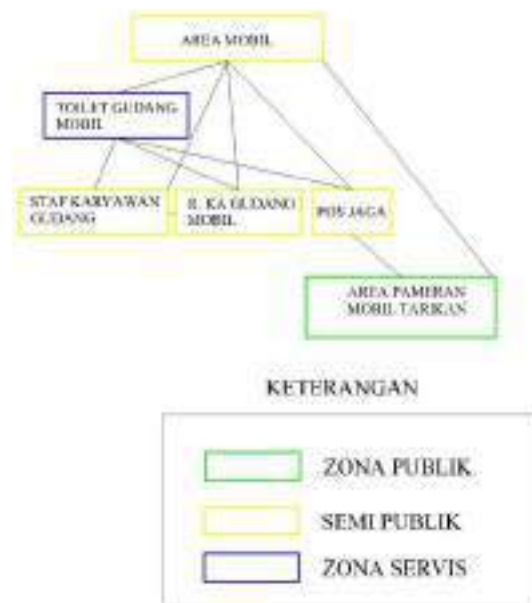 AREA MOBIL
TOILET GUDANG
MOBIL
STAF KARYAWAN
GUDANG
R. KA GUDANG
MOBIL
POS JAGA
AREA PAMERAN
MOBIL TARIKAN
KETERANGAN
ZONA PUBLIK
SEMI PUBLIK
ZONA SERVIS